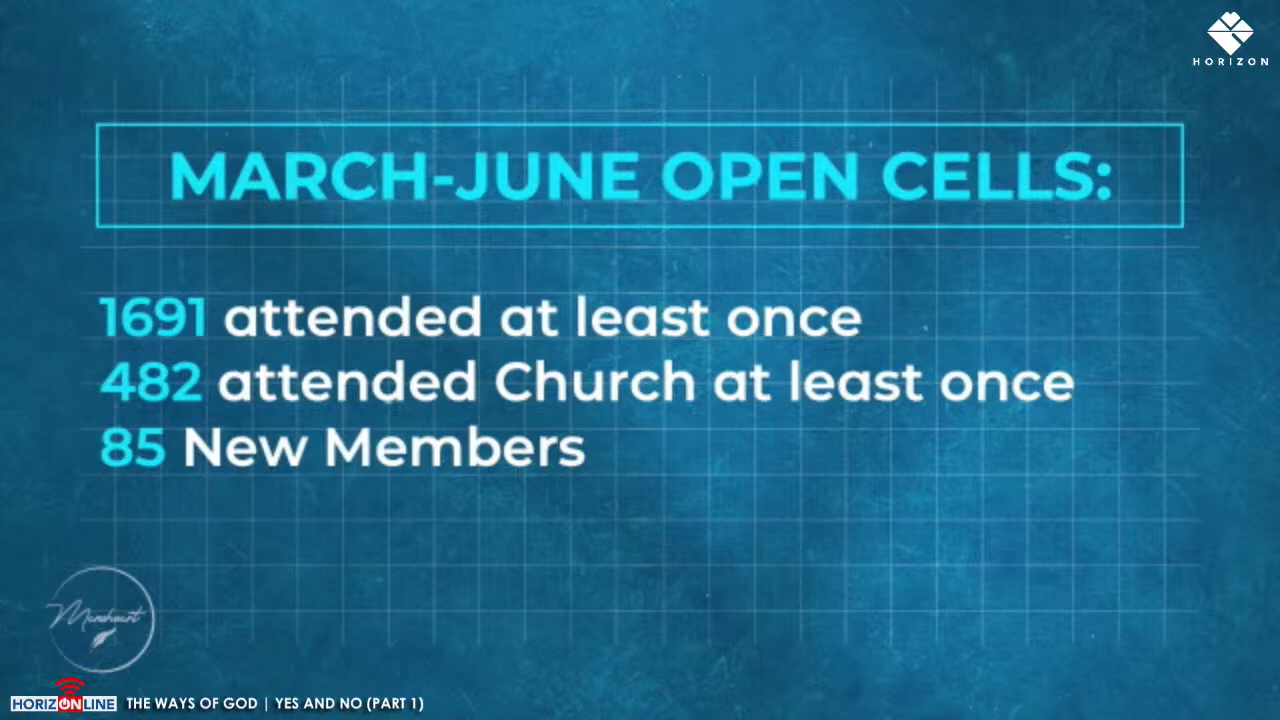 HORIZON
MARCH-JUNE OPEN CELLS:
1691 attended at least once
482 attended Church at least once
85 New Members
HORIZONLINE THE WAYS OF GOD | YES AND NO (PART 1)